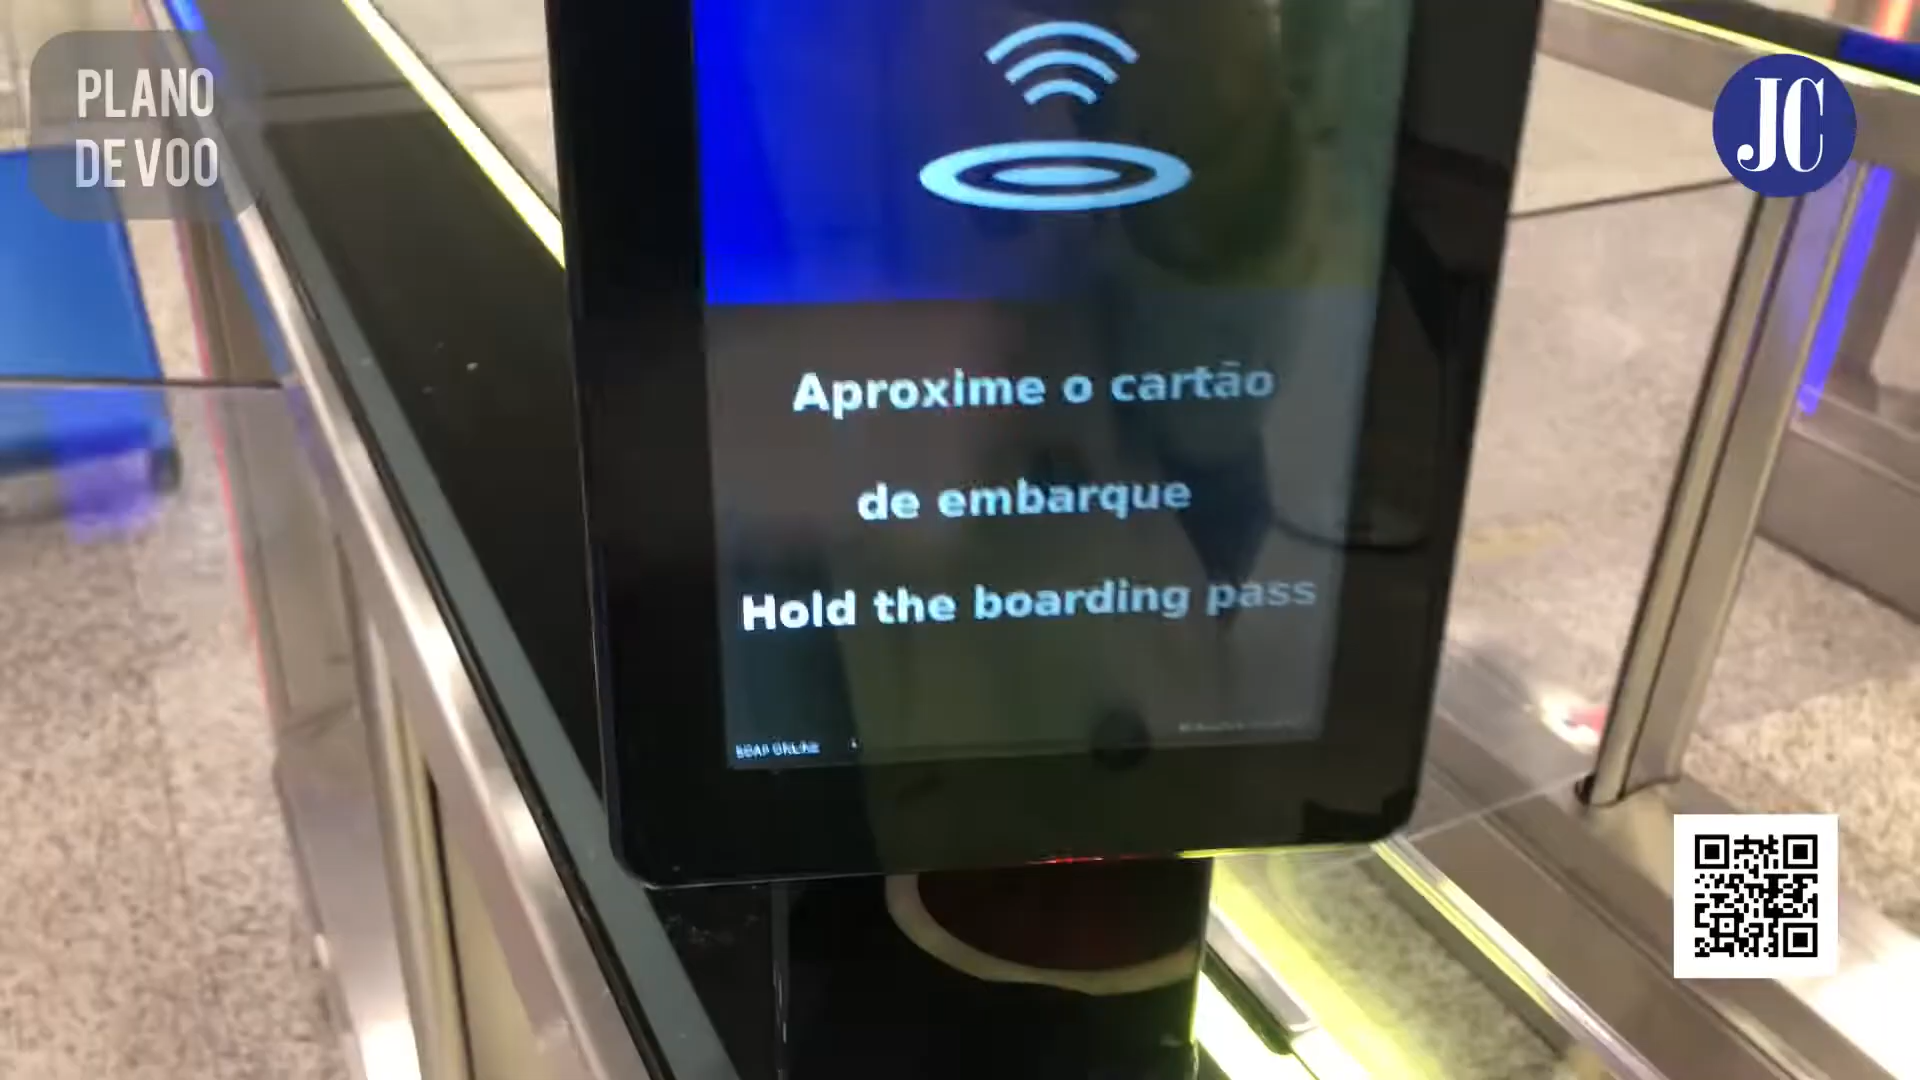 PLANO
DE VOO
JC
Aproxime o cartão
de embarque
Hold the boarding pass